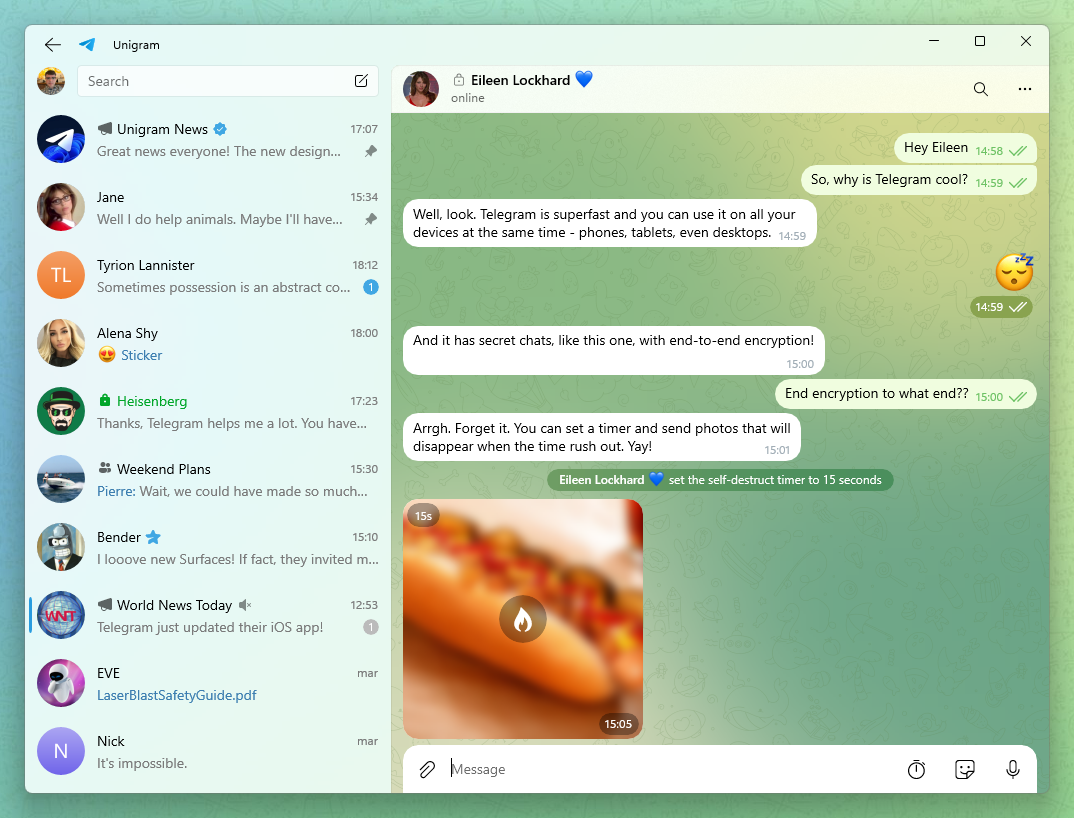 Unigram
Search
Unigram News
17:07
Great news everyone! The new design...
Jane
15:34
Well I do help animals. Maybe I'll have...
TL
Tyrion Lannister
18:12
Sometimes possession is an abstract co...
1
Alena Shy
18:00
😍 Sticker
Heisenberg
17:23
Thanks, Telegram helps me a lot. You have...
Weekend Plans
15:30
Pierre: Wait, we could have made so much...
Bender
15:10
I looove new Surfaces! If fact, they invited m...
WNT
World News Today
12:53
Telegram just updated their iOS app!
1
EVE
mar
LaserBlastSafetyGuide.pdf
N
Nick
mar
It's impossible.
Eileen Lockhard 💙
online
Hey Eileen 14:58
So, why is Telegram cool? 14:59
Well, look. Telegram is superfast and you can use it on all your
devices at the same time - phones, tablets, even desktops. 14:59
😴
14:59
And it has secret chats, like this one, with end-to-end encryption!
15:00
End encryption to what end?? 15:00
Arrgh. Forget it. You can set a timer and send photos that will
disappear when the time rush out. Yay! 15:01
Eileen Lockhard 💙 set the self-destruct timer to 15 seconds
15s
15:05
Message